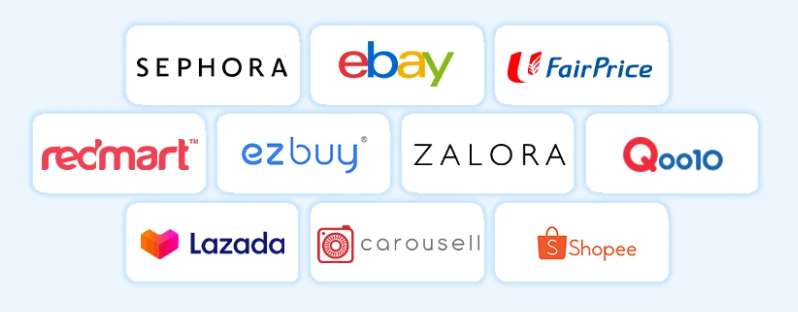 SEPHORA
ebay
FairPrice
redmart™
ezbuy®
ZALORA
Qoo10
Lazada
carousell
S Shopee